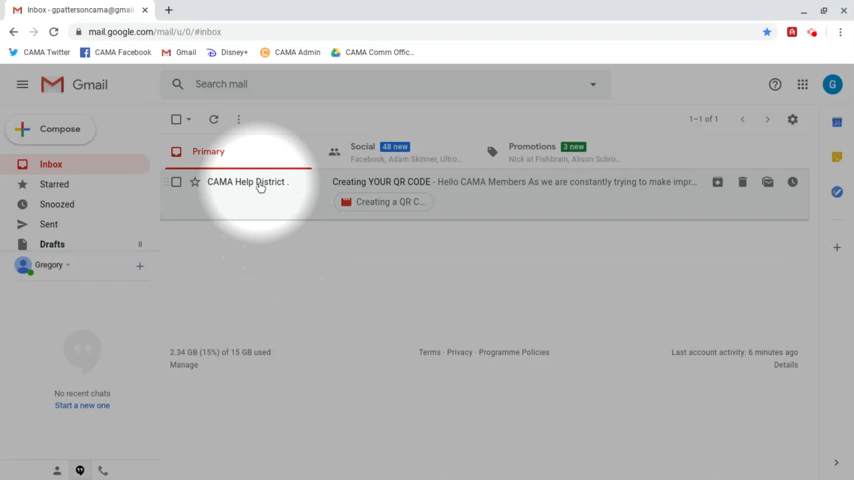 Inbox - gpattersoncama@gmail
mail.google.com/mail/u/0/#inbox
CAMA Twitter CAMA Facebook Gmail Disney+ CAMA Admin CAMA Comm Offic...
Gmail Search mail G
Compose 1–1 of 1
Inbox
Starred
Snoozed
Sent
Drafts 8
Gregory
Primary Social 48 new Promotions 3 new
Facebook, Adam Skinner, Ultro... Nick at Fishbrain, Alison Schro...
CAMA Help District . Creating YOUR QR CODE - Hello CAMA Members As we are constantly trying to make impr...
Creating a QR C...
2.34 GB (15%) of 15 GB used Terms · Privacy · Programme Policies Last account activity: 6 minutes ago
Manage Details
No recent chats
Start a new one